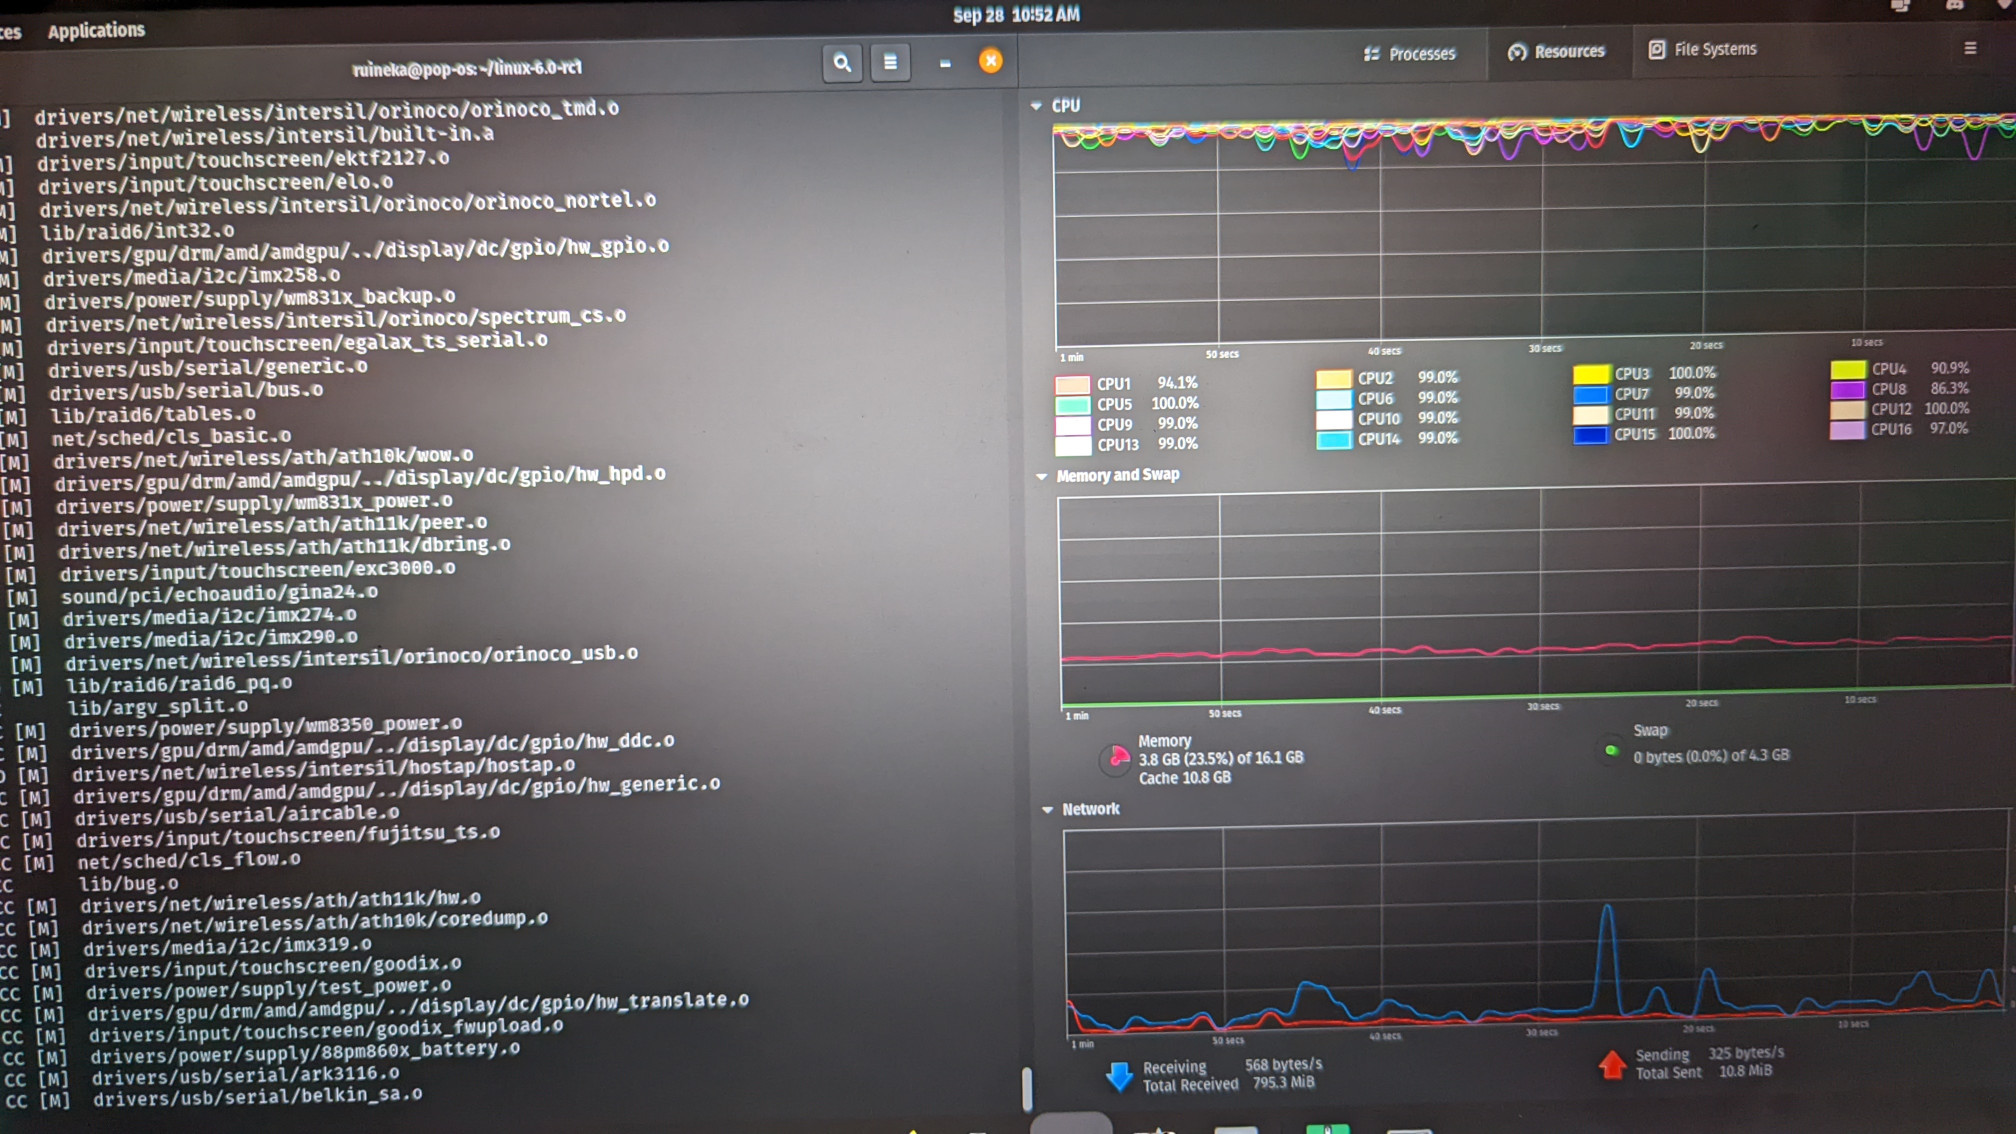 ces Applications
Sep 28 10:52 AM
ruineka@pop-os: ~/linux-6.0-rc1
] drivers/net/wireless/intersil/orinoco/orinoco_tmd.o
drivers/net/wireless/intersil/built-in.a
] drivers/input/touchscreen/ektf2127.o
] drivers/input/touchscreen/elo.o
M] drivers/net/wireless/intersil/orinoco/orinoco_nortel.o
M] lib/raid6/int32.o
M] drivers/gpu/drm/amd/amdgpu/../display/dc/gpio/hw_gpio.o
M] drivers/media/i2c/imx258.o
M] drivers/power/supply/wm831x_backup.o
M] drivers/net/wireless/intersil/orinoco/spectrum_cs.o
M] drivers/input/touchscreen/egalax_ts_serial.o
[M] drivers/usb/serial/generic.o
[M] drivers/usb/serial/bus.o
[M] lib/raid6/tables.o
[M] net/sched/cls_basic.o
[M] drivers/net/wireless/ath/ath10k/wow.o
[M] drivers/gpu/drm/amd/amdgpu/../display/dc/gpio/hw_hpd.o
[M] drivers/power/supply/wm831x_power.o
[M] drivers/net/wireless/ath/ath11k/peer.o
[M] drivers/net/wireless/ath/ath11k/dbring.o
[M] drivers/input/touchscreen/exc3000.o
[M] sound/pci/echoaudio/gina24.o
[M] drivers/media/i2c/imx274.o
[M] drivers/media/i2c/imx290.o
[M] drivers/net/wireless/intersil/orinoco/orinoco_usb.o
[M] lib/raid6/raid6_pq.o
lib/argv_split.o
[M] drivers/power/supply/wm8350_power.o
[M] drivers/gpu/drm/amd/amdgpu/../display/dc/gpio/hw_ddc.o
[M] drivers/net/wireless/intersil/hostap/hostap.o
C [M] drivers/gpu/drm/amd/amdgpu/../display/dc/gpio/hw_generic.o
C [M] drivers/usb/serial/aircable.o
C [M] drivers/input/touchscreen/fujitsu_ts.o
C [M] net/sched/cls_flow.o
CC lib/bug.o
CC [M] drivers/net/wireless/ath/ath11k/hw.o
CC [M] drivers/net/wireless/ath/ath10k/coredump.o
CC [M] drivers/media/i2c/imx319.o
CC [M] drivers/input/touchscreen/goodix.o
CC [M] drivers/power/supply/test_power.o
CC [M] drivers/gpu/drm/amd/amdgpu/../display/dc/gpio/hw_translate.o
CC [M] drivers/input/touchscreen/goodix_fwupload.o
CC [M] drivers/power/supply/88pm860x_battery.o
CC [M] drivers/usb/serial/ark3116.o
CC [M] drivers/usb/serial/belkin_sa.o
Processes Resources File Systems
CPU
1 min 50 secs 40 secs 30 secs 20 secs 10 secs
CPU1 94.1% CPU2 99.0% CPU3 100.0% CPU4 90.9%
CPU5 100.0% CPU6 99.0% CPU7 99.0% CPU8 86.3%
CPU9 99.0% CPU10 99.0% CPU11 99.0% CPU12 100.0%
CPU13 99.0% CPU14 99.0% CPU15 100.0% CPU16 97.0%
Memory and Swap
1 min 50 secs 40 secs 30 secs 20 secs 10 secs
Memory
3.8 GB (23.5%) of 16.1 GB
Cache 10.8 GB
Swap
0 bytes (0.0%) of 4.3 GB
Network
1 min 50 secs 40 secs 30 secs 20 secs 10 secs
Receiving 568 bytes/s
Total Received 795.3 MiB
Sending 325 bytes/s
Total Sent 10.8 MiB